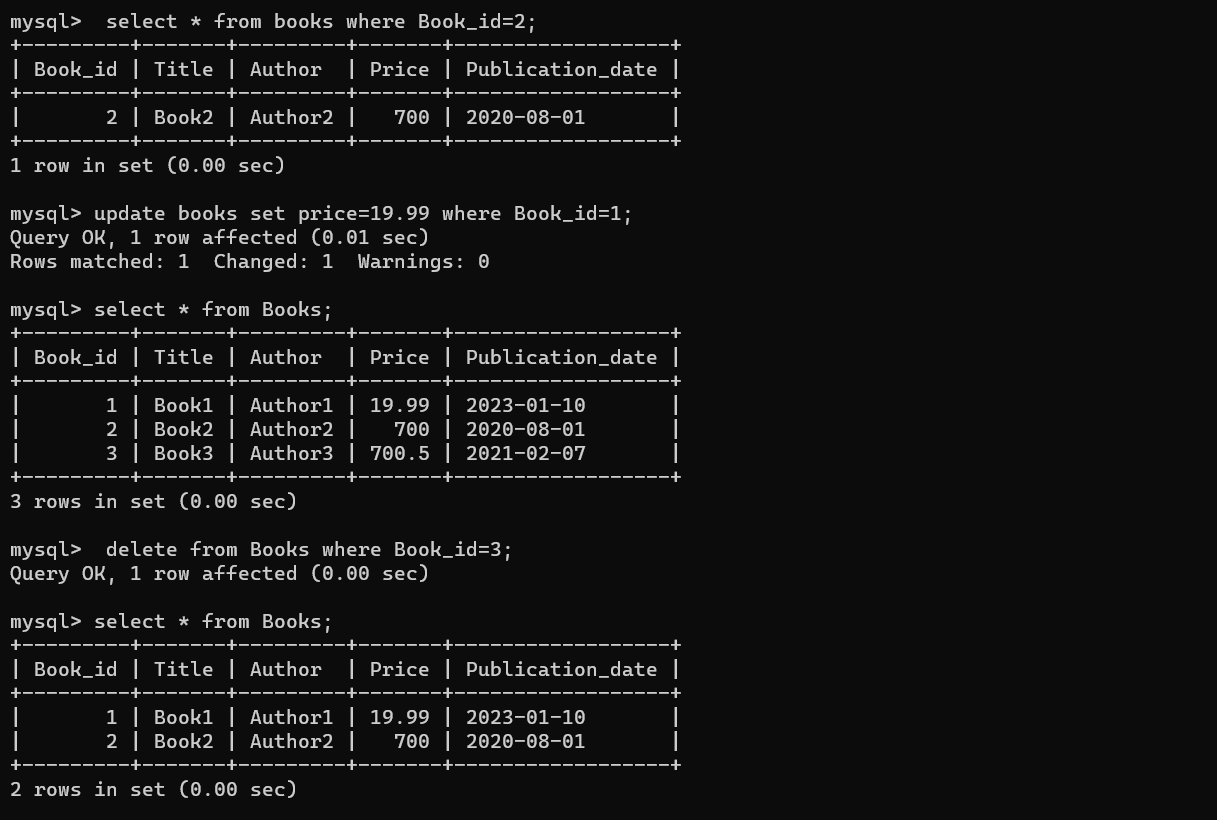 mysql>  select * from books where Book_id=2;
+---------+-------+---------+-------+------------------+
| Book_id | Title | Author  | Price | Publication_date |
+---------+-------+---------+-------+------------------+
|       2 | Book2 | Author2 |   700 | 2020-08-01       |
+---------+-------+---------+-------+------------------+
1 row in set (0.00 sec)

mysql> update books set price=19.99 where Book_id=1;
Query OK, 1 row affected (0.01 sec)
Rows matched: 1  Changed: 1  Warnings: 0

mysql> select * from Books;
+---------+-------+---------+-------+------------------+
| Book_id | Title | Author  | Price | Publication_date |
+---------+-------+---------+-------+------------------+
|       1 | Book1 | Author1 | 19.99 | 2023-01-10       |
|       2 | Book2 | Author2 |   700 | 2020-08-01       |
|       3 | Book3 | Author3 | 700.5 | 2021-02-07       |
+---------+-------+---------+-------+------------------+
3 rows in set (0.00 sec)

mysql>  delete from Books where Book_id=3;
Query OK, 1 row affected (0.00 sec)

mysql> select * from Books;
+---------+-------+---------+-------+------------------+
| Book_id | Title | Author  | Price | Publication_date |
+---------+-------+---------+-------+------------------+
|       1 | Book1 | Author1 | 19.99 | 2023-01-10       |
|       2 | Book2 | Author2 |   700 | 2020-08-01       |
+---------+-------+---------+-------+------------------+
2 rows in set (0.00 sec)